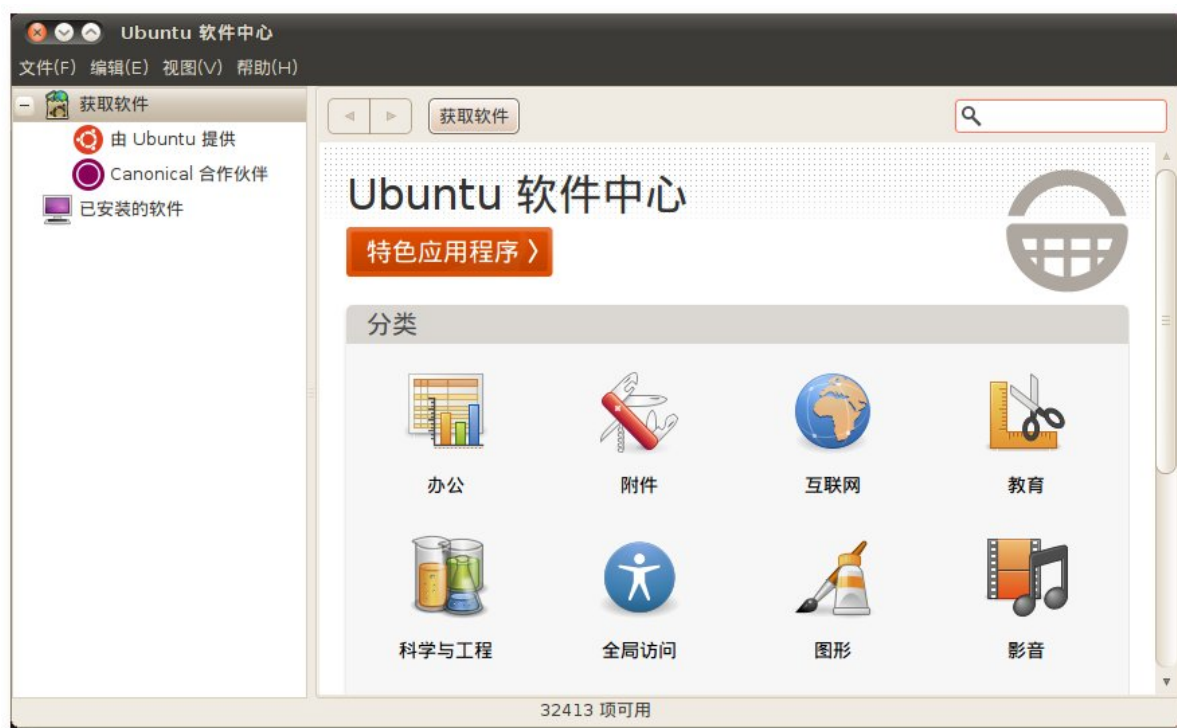 Ubuntu 软件中心
文件(F) 编辑(E) 视图(V) 帮助(H)
获取软件
由 Ubuntu 提供
Canonical 合作伙伴
已安装的软件
获取软件
Ubuntu 软件中心
特色应用程序 〉
分类
办公 附件 互联网 教育
科学与工程 全局访问 图形 影音
32413 项可用